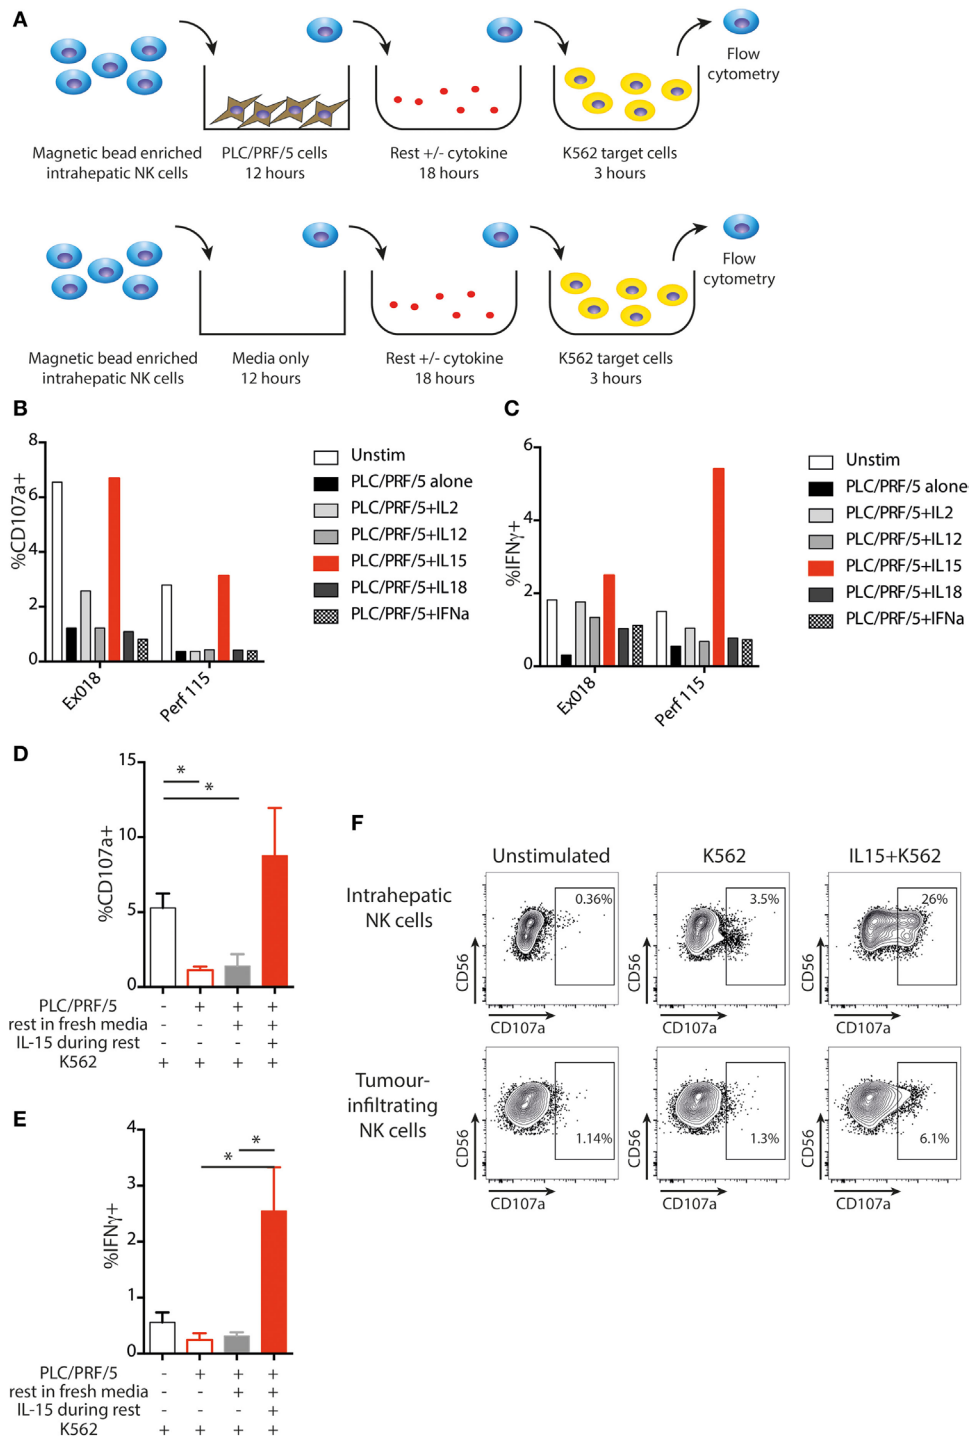 A
Flow
cytometry
Magnetic bead enriched
intrahepatic NK cells
PLC/PRF/5 cells
12 hours
Rest +/- cytokine
18 hours
K562 target cells
3 hours
Flow
cytometry
Magnetic bead enriched
intrahepatic NK cells
Media only
12 hours
Rest +/- cytokine
18 hours
K562 target cells
3 hours
B
%CD107a+
8
6
4
2
0
Ex018
Perf 115
Unstim
PLC/PRF/5 alone
PLC/PRF/5+IL2
PLC/PRF/5+IL12
PLC/PRF/5+IL15
PLC/PRF/5+IL18
PLC/PRF/5+IFNa
C
%IFNγ+
6
4
2
0
Ex018
Perf 115
Unstim
PLC/PRF/5 alone
PLC/PRF/5+IL2
PLC/PRF/5+IL12
PLC/PRF/5+IL15
PLC/PRF/5+IL18
PLC/PRF/5+IFNa
D
%CD107a+
15
10
5
0
*
*
PLC/PRF/5 - + + +
rest in fresh media - - + +
IL-15 during rest - - - +
K562 + + + +
E
%IFNγ+
4
3
2
1
0
*
*
PLC/PRF/5 - + + +
rest in fresh media - - + +
IL-15 during rest - - - +
K562 + + + +
F
Unstimulated
K562
IL15+K562
Intrahepatic
NK cells
0.36%
3.5%
26%
CD56
CD56
CD56
CD107a
CD107a
CD107a
Tumour-
infiltrating
NK cells
1.14%
1.3%
6.1%
CD56
CD56
CD56
CD107a
CD107a
CD107a